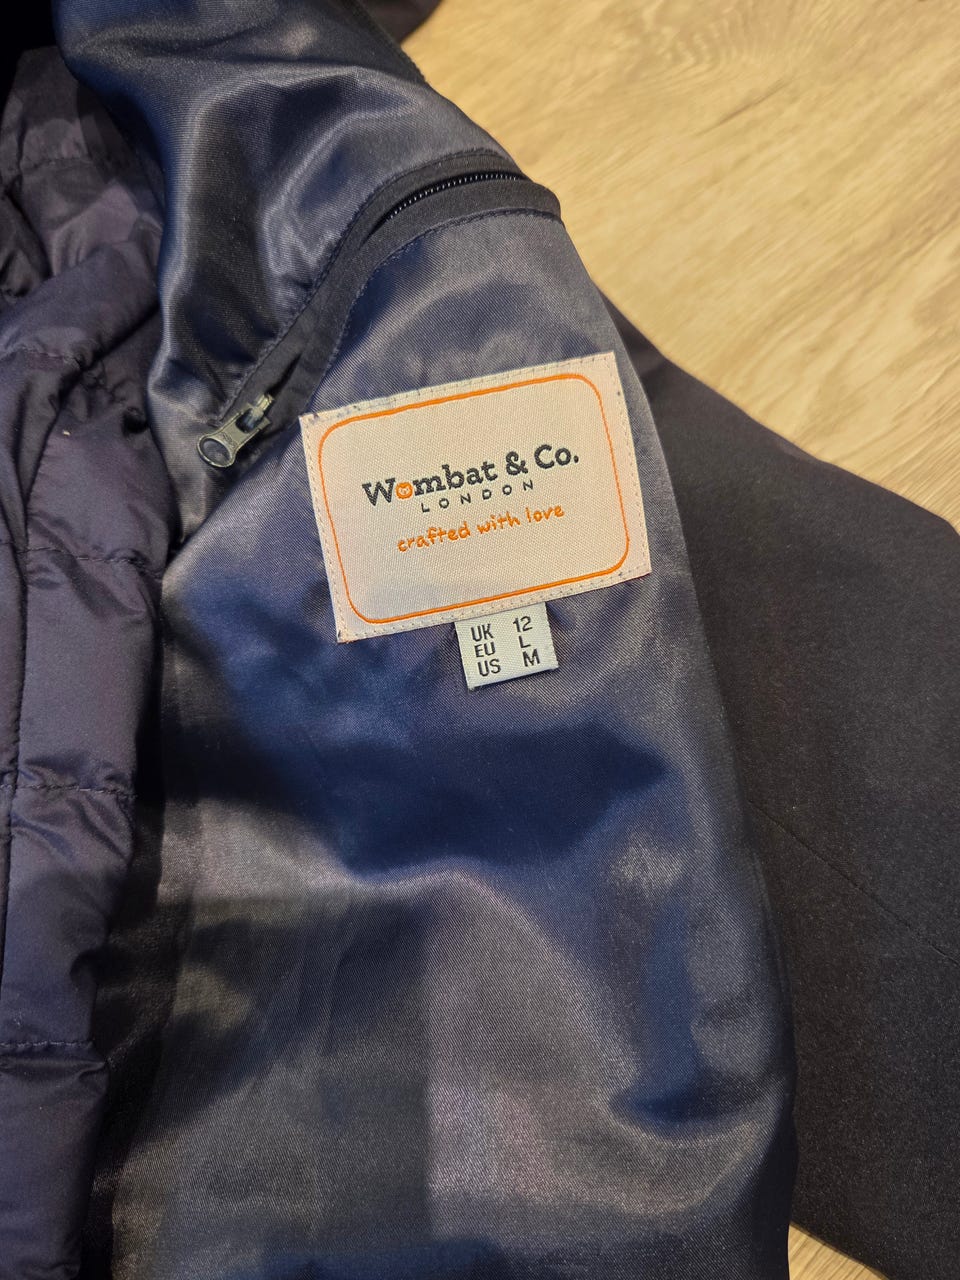 Wombat & Co.
LONDON
crafted with love
UK 12
EU L
US M